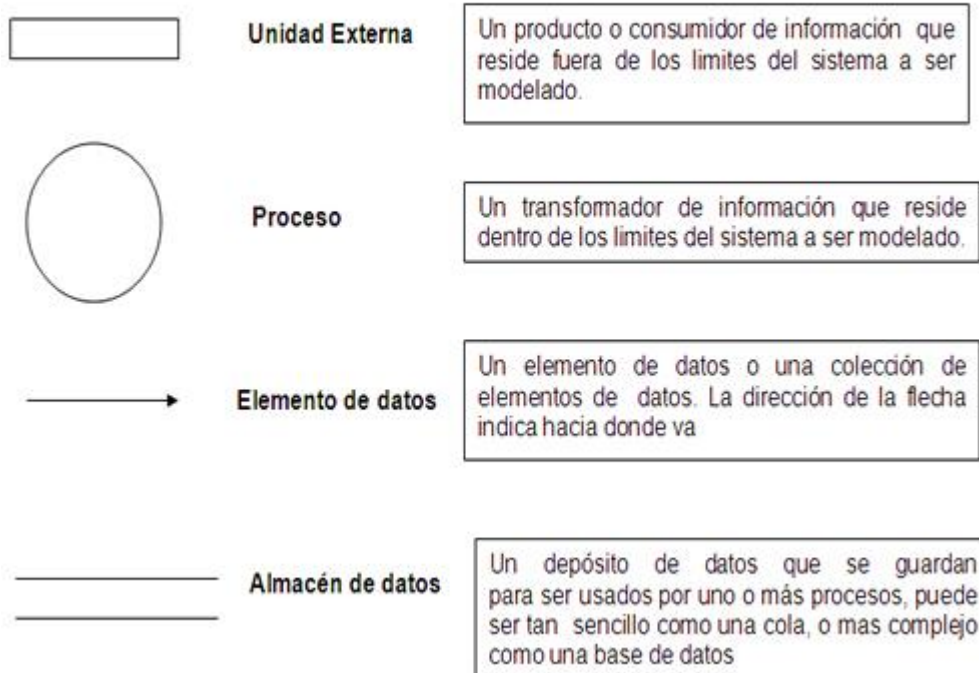 Unidad Externa
Un producto o consumidor de información que
reside fuera de los limites del sistema a ser
modelado.
Proceso
Un transformador de información que reside
dentro de los limites del sistema a ser modelado.
Elemento de datos
Un elemento de datos o una colección de
elementos de datos. La dirección de la flecha
indica hacia donde va
Almacén de datos
Un depósito de datos que se guardan
para ser usados por uno o más procesos, puede
ser tan sencillo como una cola, o mas complejo
como una base de datos